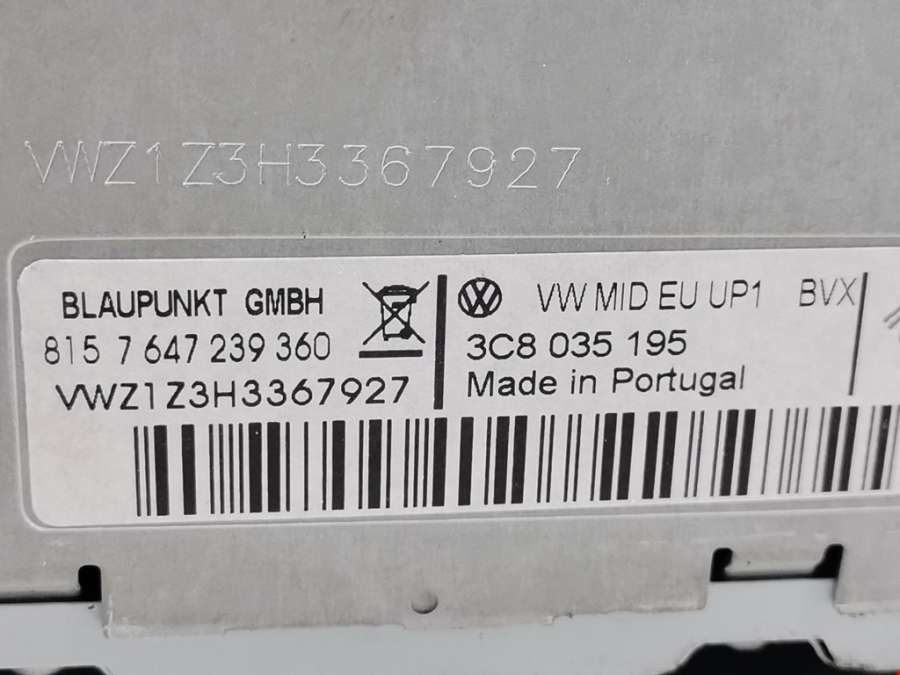 VWZ1Z3H3367927
BLAUPUNKT GMBH
815 7 647 239 360
VWZ1Z3H3367927
VW MID EU UP1 BVX
3C8 035 195
Made in Portugal